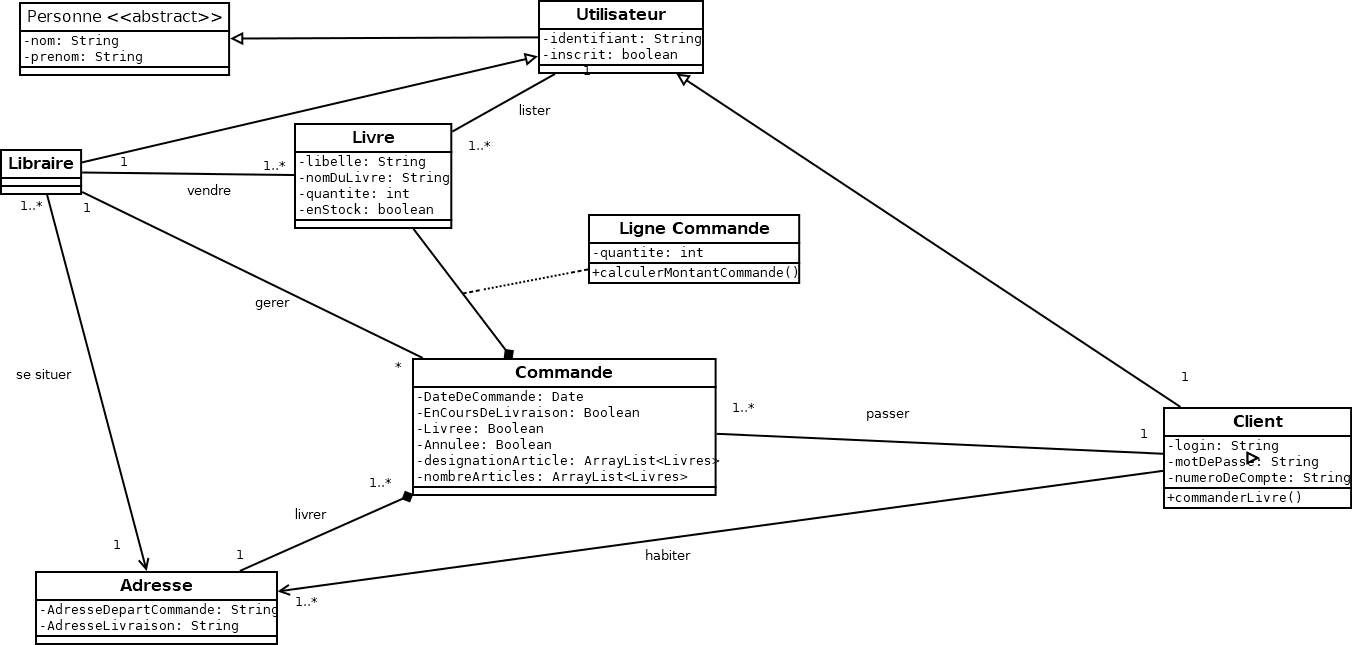 Personne <<abstract>>
-nom: String
-prenom: String
Utilisateur
-identifiant: String
-inscrit: boolean
1
lister
1..*
Livre
-libelle: String
-nomDuLivre: String
-quantite: int
-enStock: boolean
Libraire
1
1..*
vendre
1..*
1
gerer
*
se situer
1
Ligne Commande
-quantite: int
+calculerMontantCommande()
Commande
-DateDeCommande: Date
-EnCoursDeLivraison: Boolean
-Livree: Boolean
-Annulee: Boolean
-designationArticle: ArrayList<Livres>
-nombreArticles: ArrayList<Livres>
1..*
passer
1
1
Client
-login: String
-motDePasse: String
-numeroDeCompte: String
+commanderLivre()
1..*
livrer
1
habiter
1..*
Adresse
-AdresseDepartCommande: String
-AdresseLivraison: String